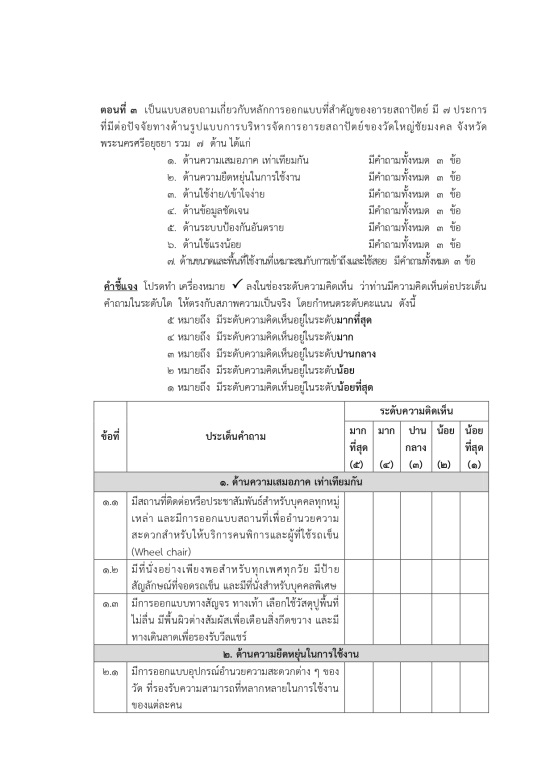 ตอนที่ ๓ เป็นแบบสอบถามเกี่ยวกับหลักการออกแบบที่สำคัญของอารยสถาปัตย์ มี ๗ ประการ
ที่มีต่อปัจจัยทางด้านรูปแบบการบริหารจัดการอารยสถาปัตย์ของวัดใหญ่ชัยมงคล จังหวัด
พระนครศรีอยุธยา รวม ๗ ด้าน ได้แก่
๑. ด้านความเสมอภาค เท่าเทียมกัน มีคำถามทั้งหมด ๓ ข้อ
๒. ด้านความยืดหยุ่นในการใช้งาน มีคำถามทั้งหมด ๓ ข้อ
๓. ด้านใช้ง่าย/เข้าใจง่าย มีคำถามทั้งหมด ๓ ข้อ
๔. ด้านข้อมูลชัดเจน มีคำถามทั้งหมด ๓ ข้อ
๕. ด้านระบบป้องกันอันตราย มีคำถามทั้งหมด ๓ ข้อ
๖. ด้านใช้แรงน้อย มีคำถามทั้งหมด ๓ ข้อ
๗. ด้านขนาดและพื้นที่ใช้งานที่เหมาะสมกับการเข้าถึงและใช้สอย มีคำถามทั้งหมด ๓ ข้อ
คำชี้แจง โปรดทำ เครื่องหมาย ✓ ลงในช่องระดับความคิดเห็น ว่าท่านมีความคิดเห็นต่อประเด็น
คำถามในระดับใด ให้ตรงกับสภาพความเป็นจริง โดยกำหนดระดับคะแนน ดังนี้
๕ หมายถึง มีระดับความคิดเห็นอยู่ในระดับมากที่สุด
๔ หมายถึง มีระดับความคิดเห็นอยู่ในระดับมาก
๓ หมายถึง มีระดับความคิดเห็นอยู่ในระดับปานกลาง
๒ หมายถึง มีระดับความคิดเห็นอยู่ในระดับน้อย
๑ หมายถึง มีระดับความคิดเห็นอยู่ในระดับน้อยที่สุด
ข้อที่ ประเด็นคำถาม ระดับความคิดเห็น
มาก มาก ปาน น้อย น้อย
ที่สุด กลาง ที่สุด
(๕) (๔) (๓) (๒) (๑)
๑. ด้านความเสมอภาค เท่าเทียมกัน
๑.๑ มีสถานที่ติดต่อหรือประชาสัมพันธ์สำหรับบุคคลทุกหมู่
เหล่า และมีการออกแบบสถานที่เพื่ออำนวยความ
สะดวกสำหรับให้บริการคนพิการและผู้ที่ใช้รถเข็น
(Wheel chair)
๑.๒ มีที่นั่งอย่างเพียงพอสำหรับทุกเพศทุกวัย มีป้าย
สัญลักษณ์ที่จอดรถเข็น และมีที่นั่งสำหรับบุคคลพิเศษ
๑.๓ มีการออกแบบทางสัญจร ทางเท้า เลือกใช้วัสดุปูพื้นที่
ไม่ลื่น มีพื้นผิวต่างสัมผัสเพื่อเตือนสิ่งกีดขวาง และมี
ทางเดินลาดเพื่อรองรับวีลแชร์
๒. ด้านความยืดหยุ่นในการใช้งาน
๒.๑ มีการออกแบบอุปกรณ์อำนวยความสะดวกต่าง ๆ ของ
วัด ที่รองรับความสามารถที่หลากหลายในการใช้งาน
ของแต่ละคน